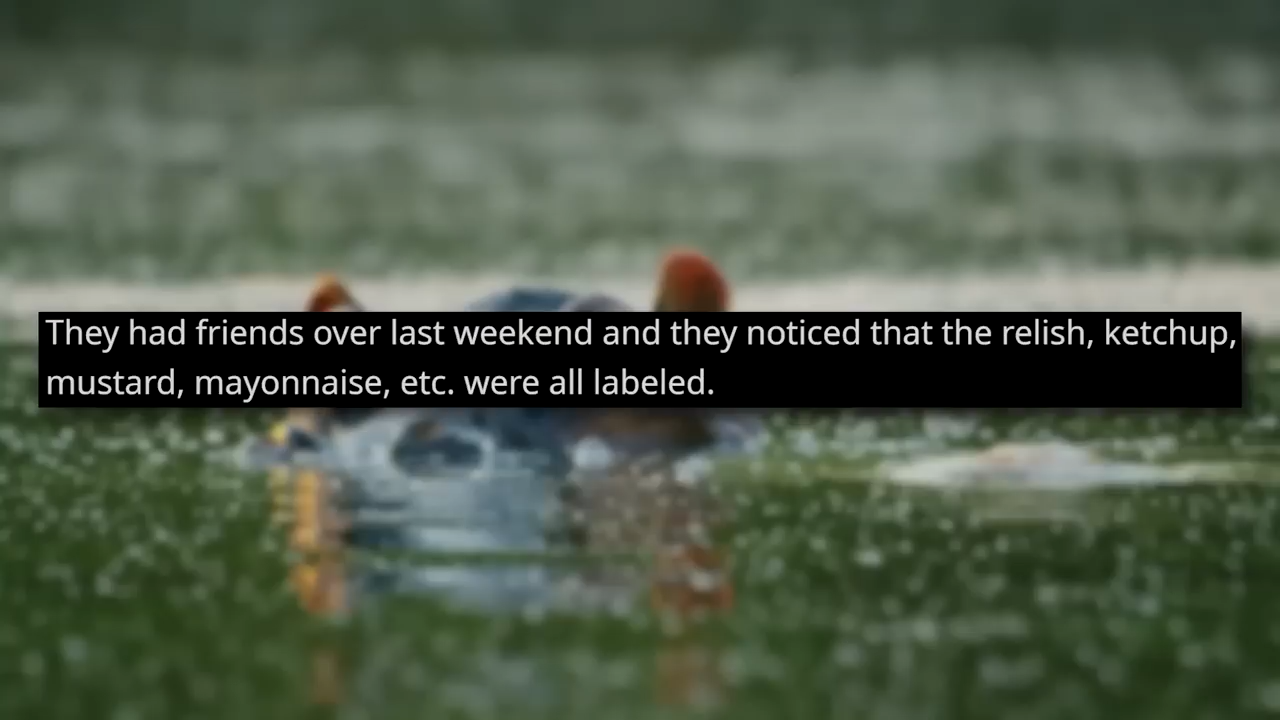 They had friends over last weekend and they noticed that the relish, ketchup,
mustard, mayonnaise, etc. were all labeled.